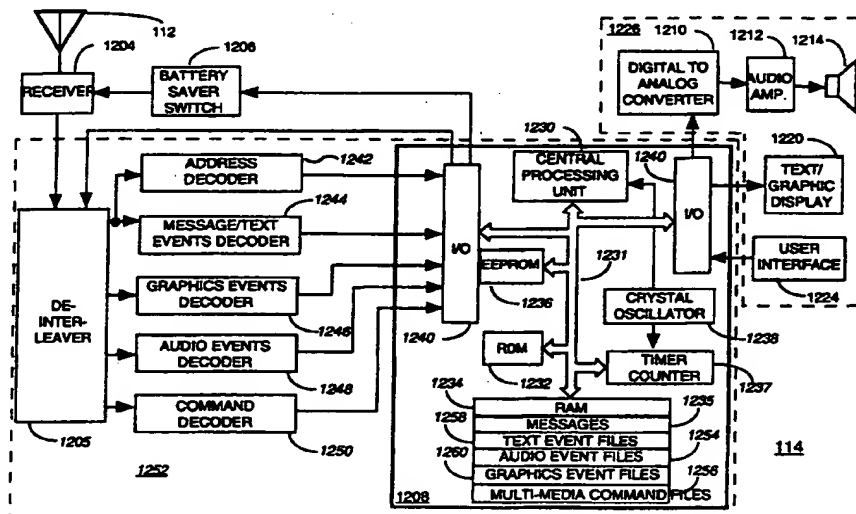 112
1204
RECEIVER
1206
BATTERY
SAVER
SWITCH
1226
1210
DIGITAL TO
ANALOG
CONVERTER
1212
AUDIO
AMP.
1214
1242
ADDRESS
DECODER
1244
MESSAGE/TEXT
EVENTS DECODER
GRAPHICS EVENTS
DECODER
1246
AUDIO EVENTS
DECODER
1248
COMMAND
DECODER
1250
DE-
INTER-
LEAVER
1205
1252
I/O
1240
1230
CENTRAL
PROCESSING
UNIT
1240
I/O
1220
TEXT/
GRAPHIC
DISPLAY
USER
INTERFACE
1224
1231
EEPROM
1236
CRYSTAL
OSCILLATOR
1238
ROM
1232
TIMER
COUNTER
1237
1234
RAM
1235
MESSAGES
1258
TEXT EVENT FILES
1254
AUDIO EVENT FILES
1260
GRAPHICS EVENT FILES
1256
MULTI-MEDIA COMMAND FILES
1208
114